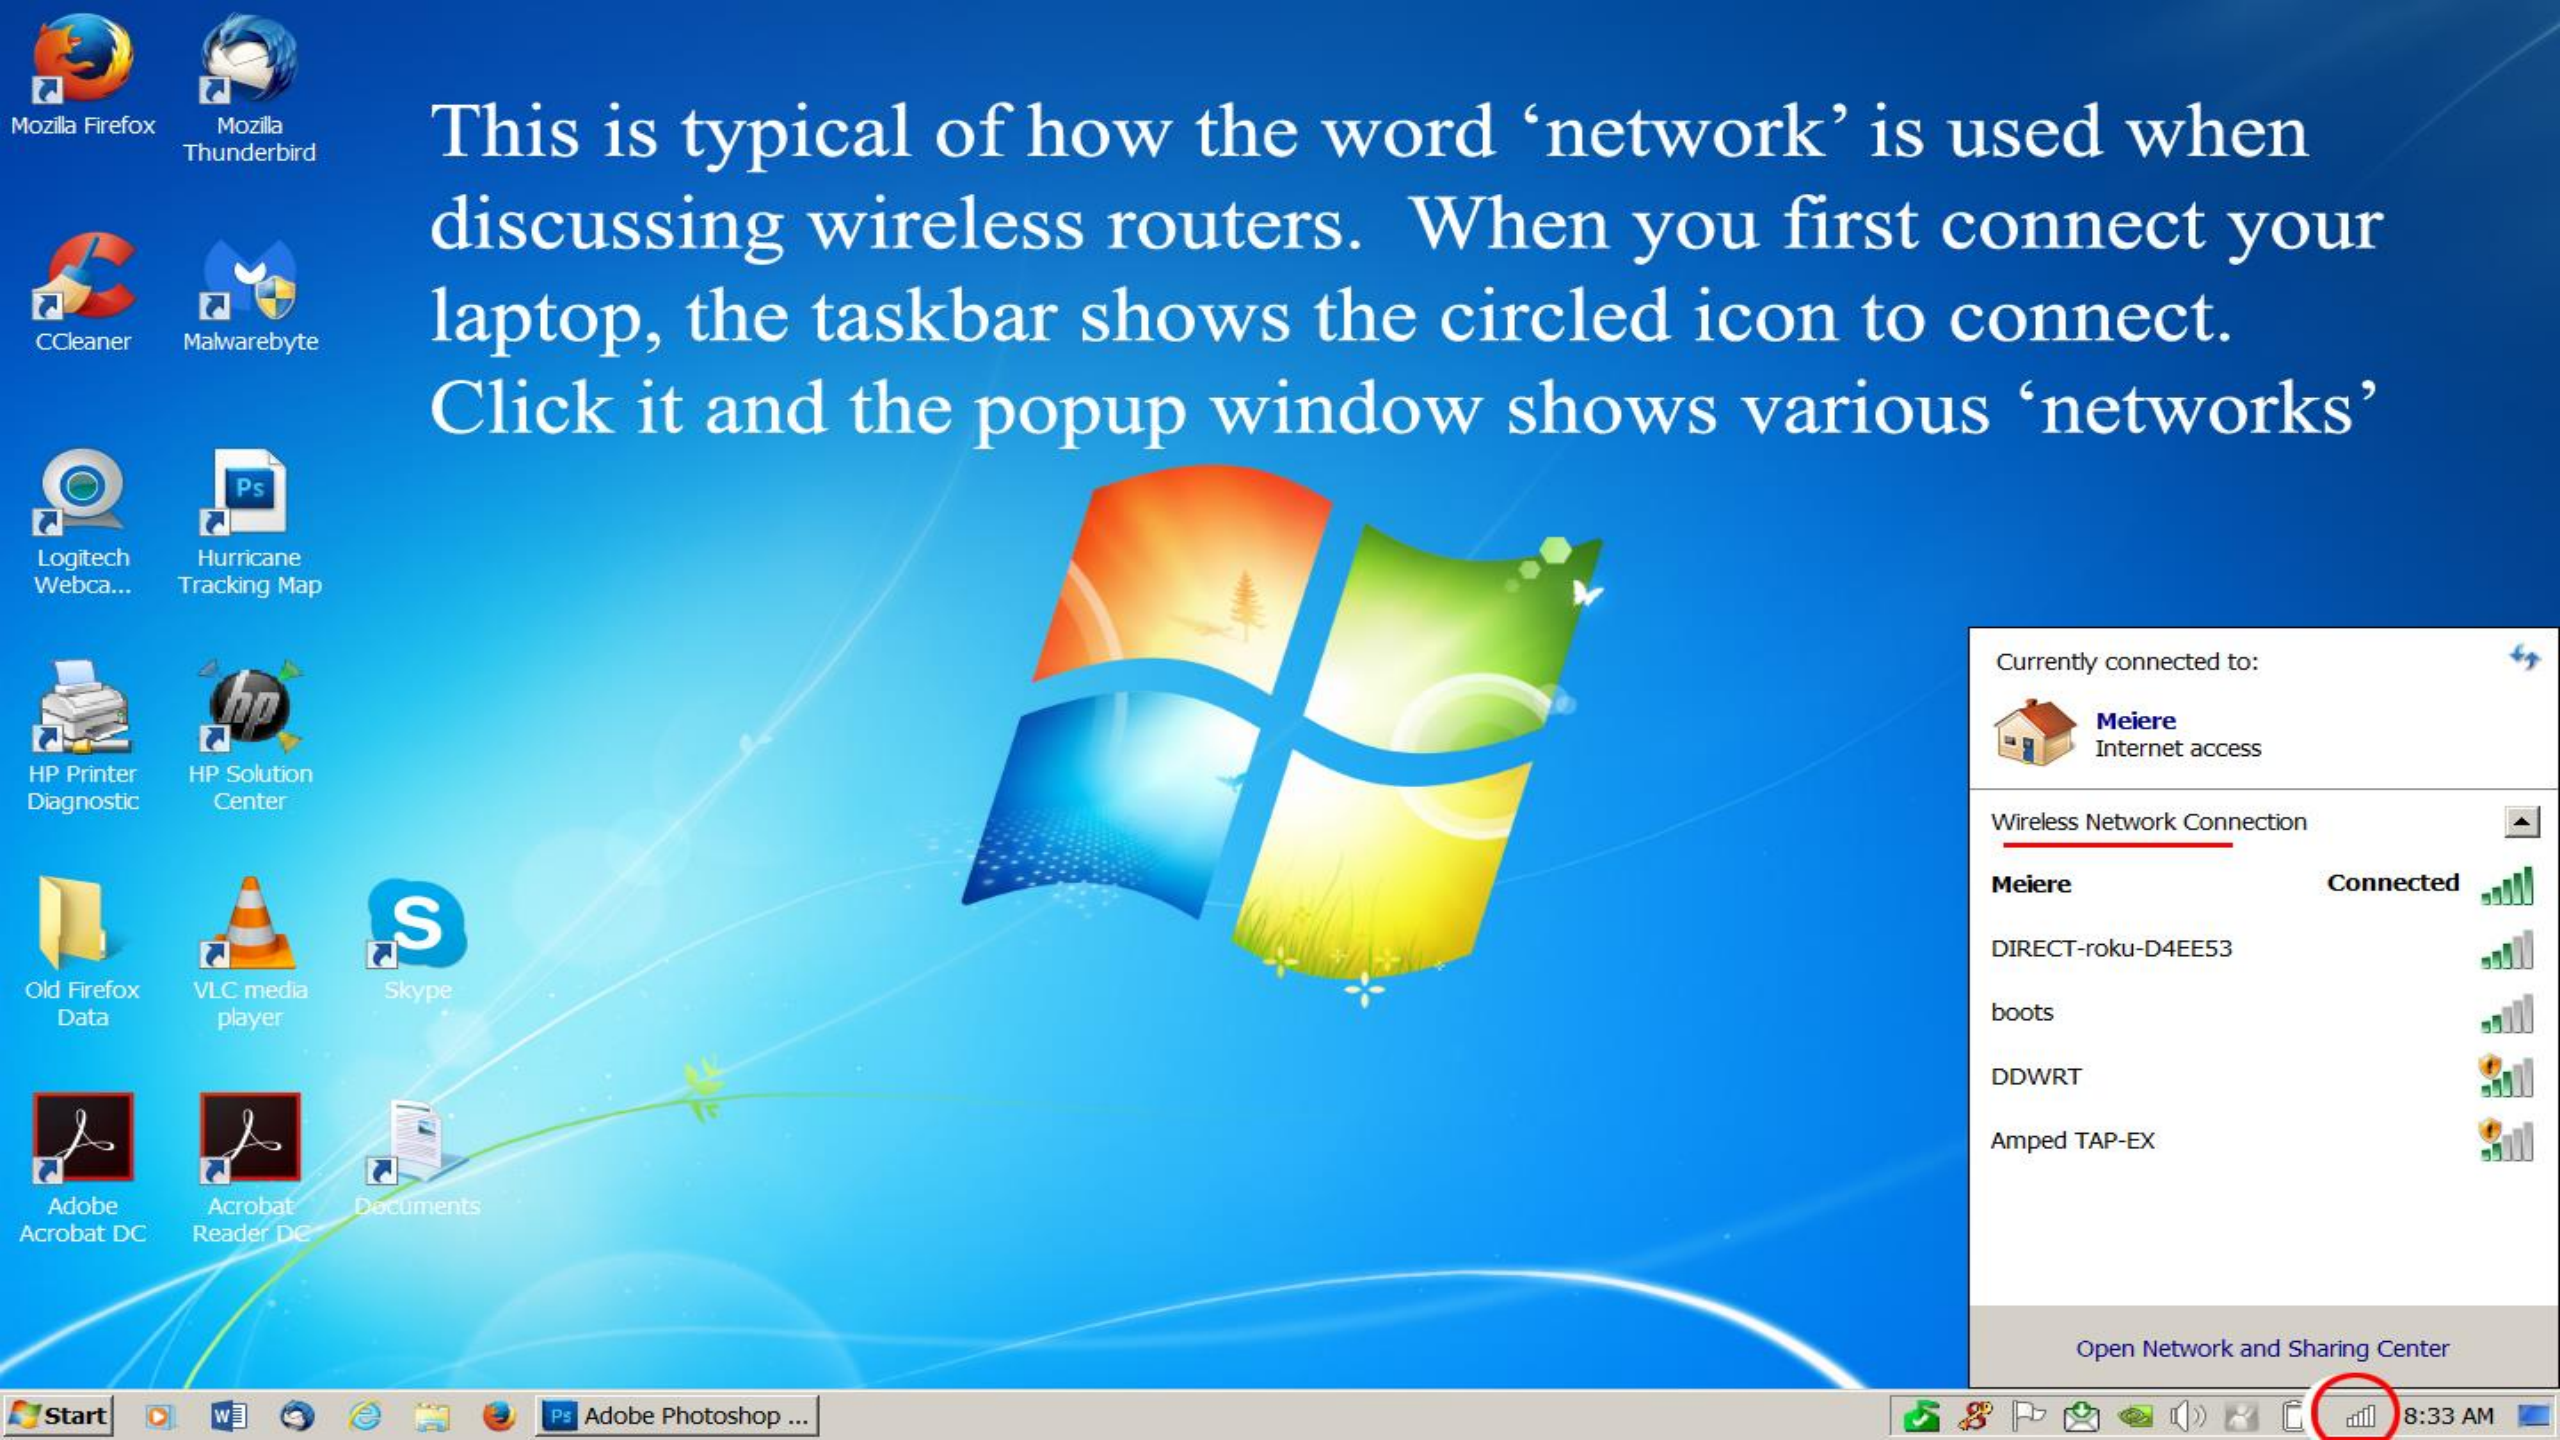 This is typical of how the word ‘network’ is used when
discussing wireless routers.  When you first connect your
laptop, the taskbar shows the circled icon to connect.
Click it and the popup window shows various ‘networks’
Mozilla Firefox
Mozilla
Thunderbird
CCleaner
Malwarebyte
Ps
Logitech
Webca...
Hurricane
Tracking Map
hp
HP Printer
Diagnostic
HP Solution
Center
S
Old Firefox
Data
VLC media
player
Skype
Adobe
Acrobat DC
Acrobat
Reader DC
Documents
Currently connected to:
Meiere
Internet access
Wireless Network Connection
Meiere Connected
DIRECT-roku-D4EE53
boots
DDWRT
Amped TAP-EX
Open Network and Sharing Center
Start
W
Ps Adobe Photoshop ...
8:33 AM